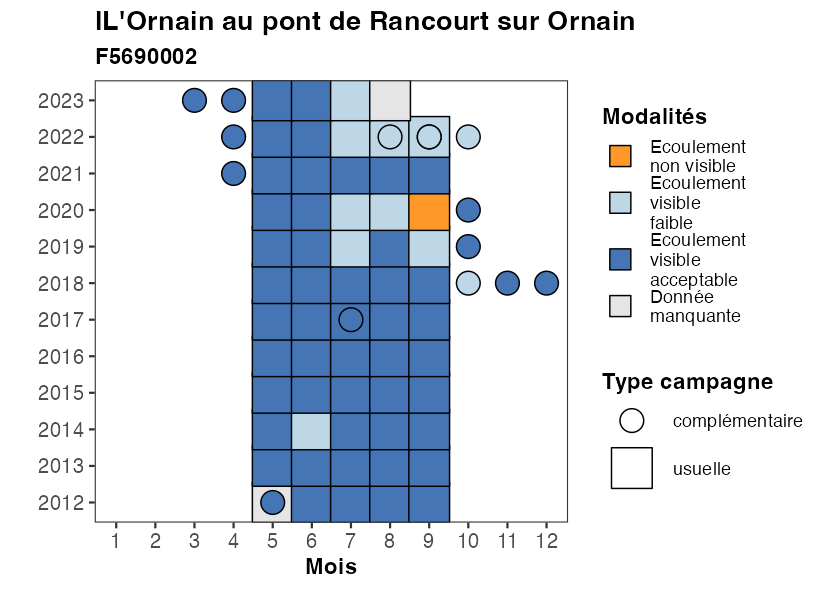 IL'Ornain au pont de Rancourt sur Ornain
F5690002
2023
2022
2021
2020
2019
2018
2017
2016
2015
2014
2013
2012
1 2 3 4 5 6 7 8 9 10 11 12
Mois
Modalités
Ecoulement
non visible
Ecoulement
visible
faible
Ecoulement
visible
acceptable
Donnée
manquante
Type campagne
complémentaire
usuelle